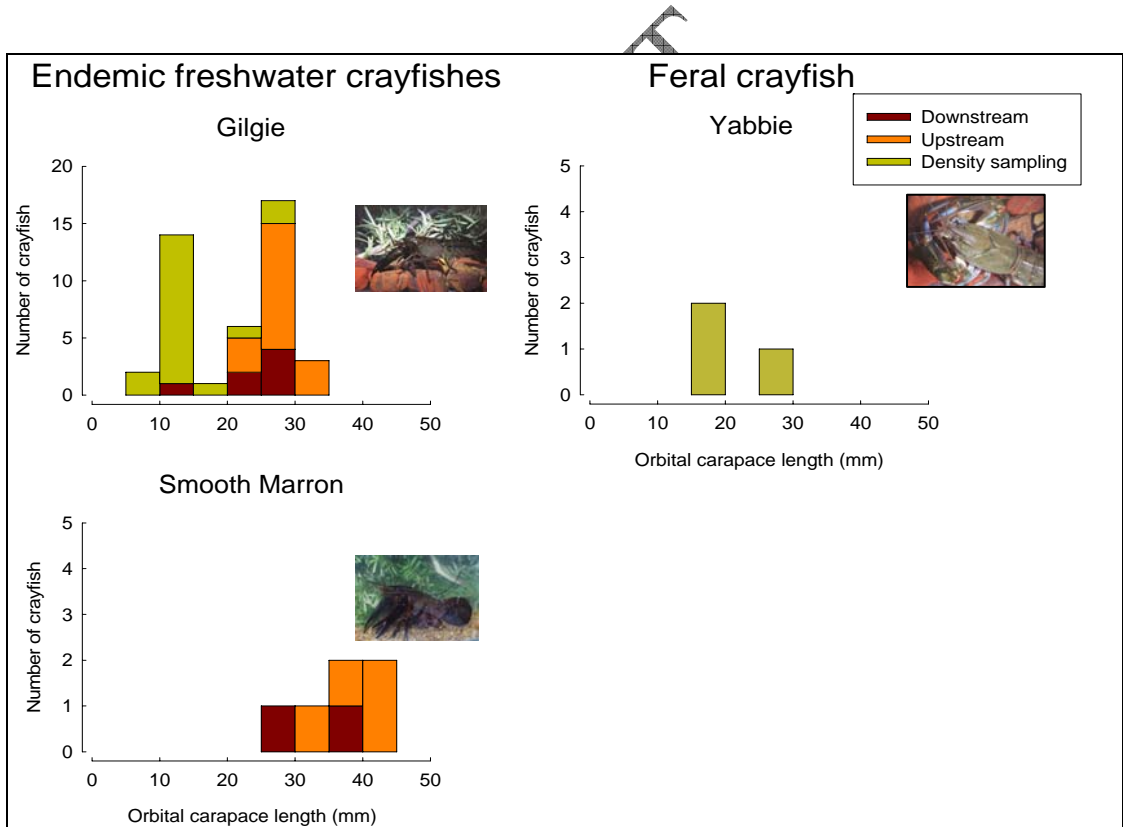 Endemic freshwater crayfishes
Feral crayfish
Gilgie
Yabbie
Downstream
Upstream
Density sampling
Number of crayfish
20
15
10
5
0
0 10 20 30 40 50
Number of crayfish
5
4
3
2
1
0
0 10 20 30 40 50
Orbital carapace length (mm)
Smooth Marron
Number of crayfish
5
4
3
2
1
0
0 10 20 30 40 50
Orbital carapace length (mm)